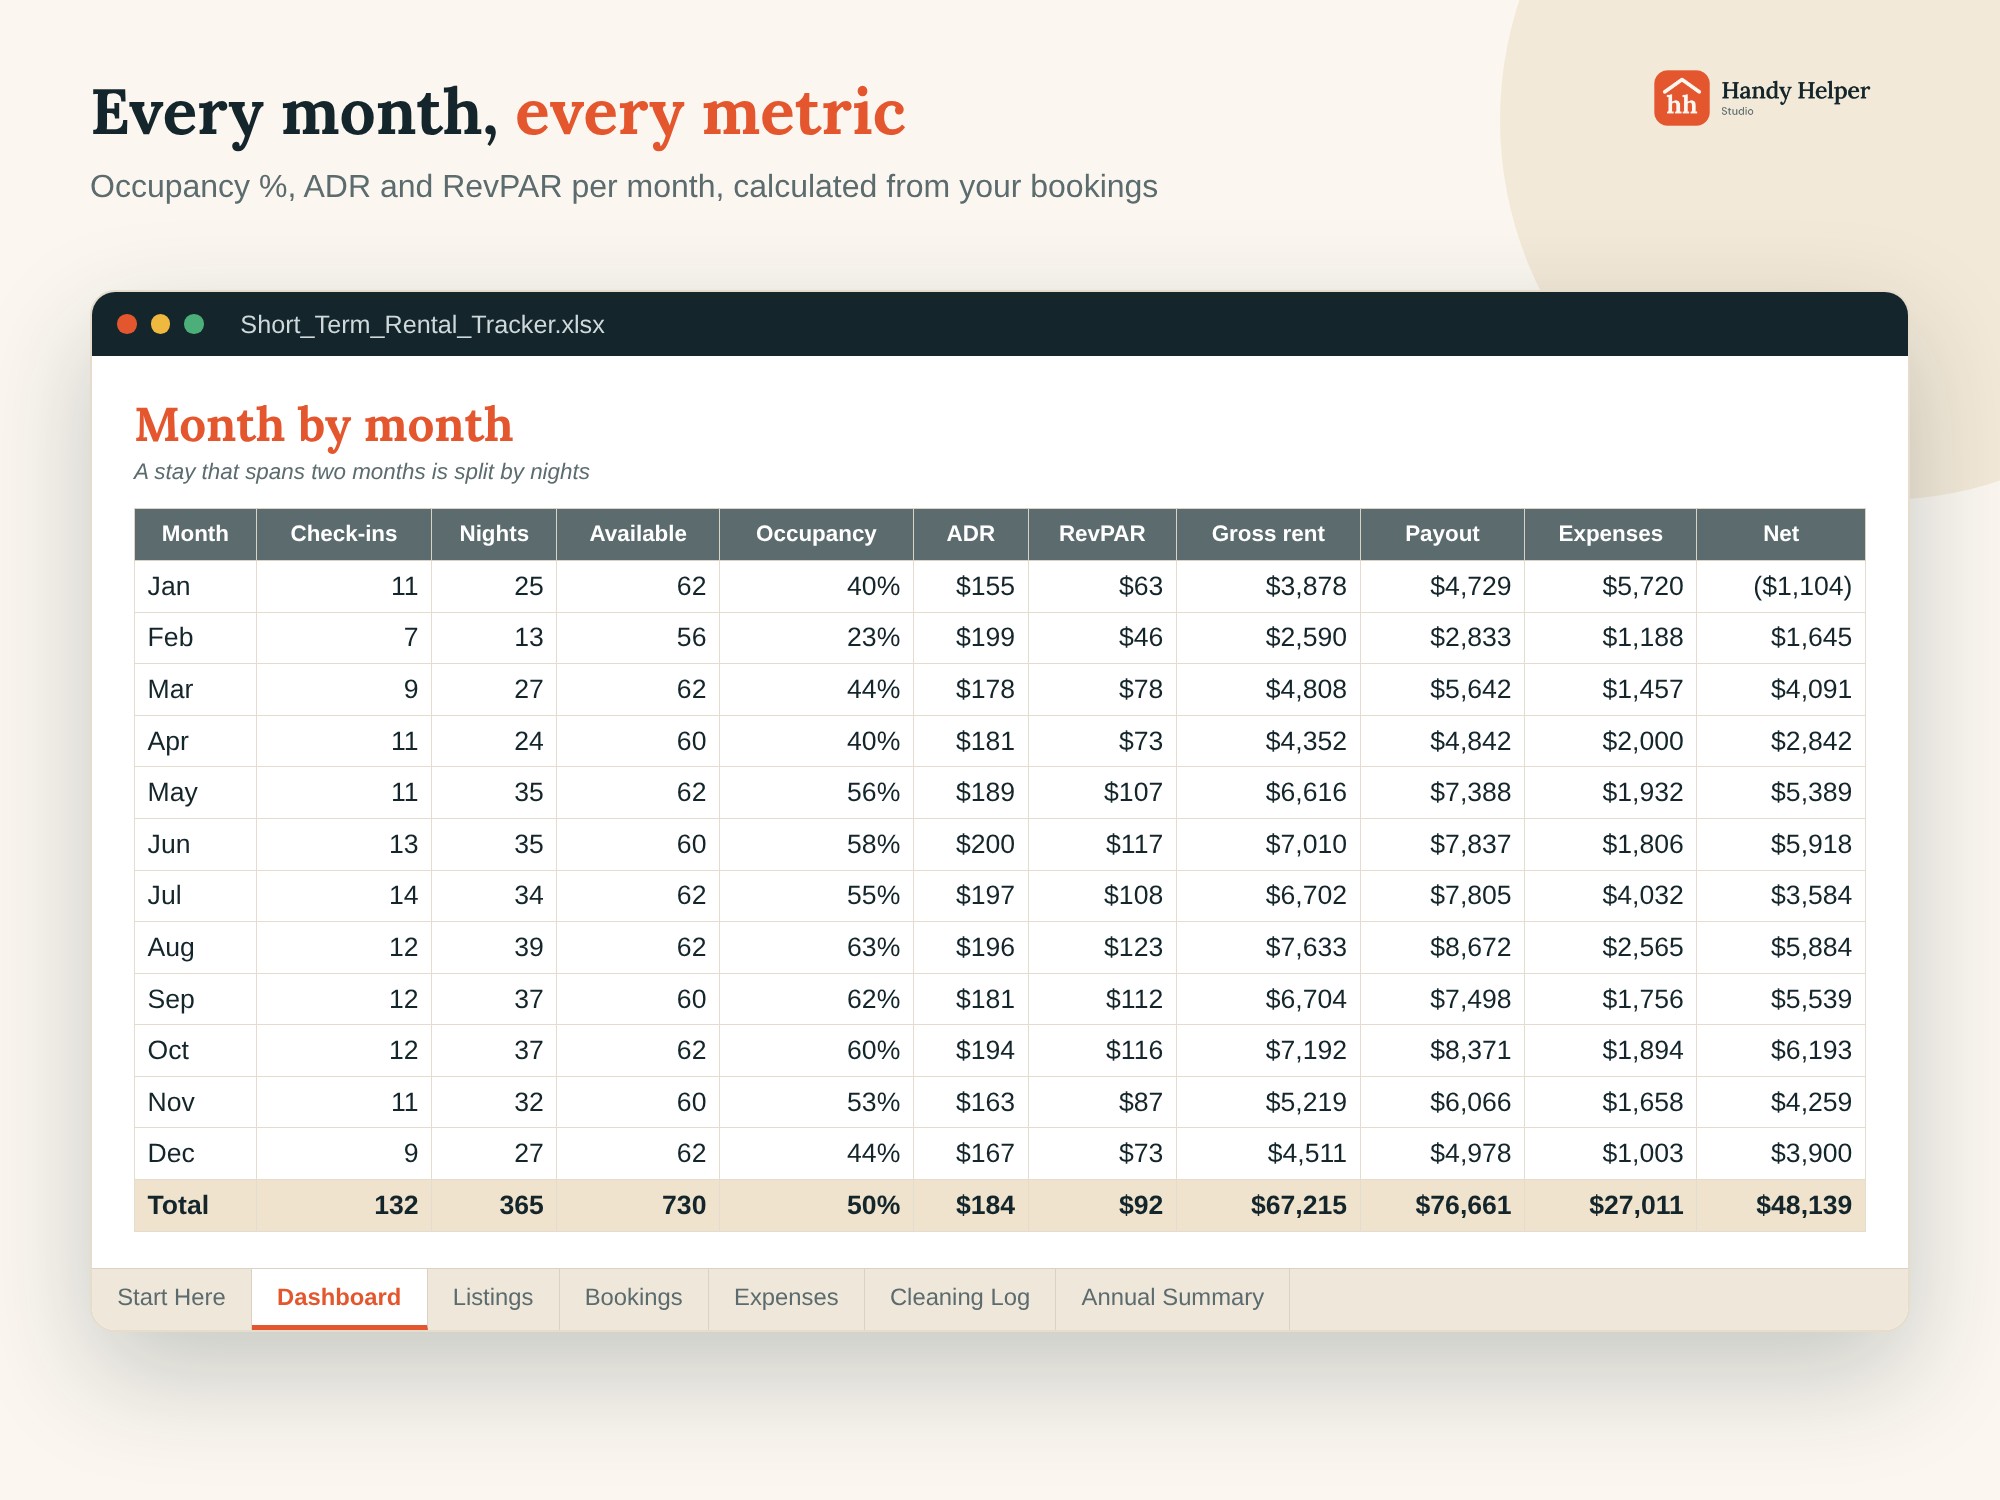 Every month, every metric
Occupancy %, ADR and RevPAR per month, calculated from your bookings
hh
Handy Helper
Studio
Short_Term_Rental_Tracker.xlsx
Month by month
A stay that spans two months is split by nights
Month Check-ins Nights Available Occupancy ADR RevPAR Gross rent Payout Expenses Net
Jan 11 25 62 40% $155 $63 $3,878 $4,729 $5,720 ($1,104)
Feb 7 13 56 23% $199 $46 $2,590 $2,833 $1,188 $1,645
Mar 9 27 62 44% $178 $78 $4,808 $5,642 $1,457 $4,091
Apr 11 24 60 40% $181 $73 $4,352 $4,842 $2,000 $2,842
May 11 35 62 56% $189 $107 $6,616 $7,388 $1,932 $5,389
Jun 13 35 60 58% $200 $117 $7,010 $7,837 $1,806 $5,918
Jul 14 34 62 55% $197 $108 $6,702 $7,805 $4,032 $3,584
Aug 12 39 62 63% $196 $123 $7,633 $8,672 $2,565 $5,884
Sep 12 37 60 62% $181 $112 $6,704 $7,498 $1,756 $5,539
Oct 12 37 62 60% $194 $116 $7,192 $8,371 $1,894 $6,193
Nov 11 32 60 53% $163 $87 $5,219 $6,066 $1,658 $4,259
Dec 9 27 62 44% $167 $73 $4,511 $4,978 $1,003 $3,900
Total 132 365 730 50% $184 $92 $67,215 $76,661 $27,011 $48,139
Start Here Dashboard Listings Bookings Expenses Cleaning Log Annual Summary